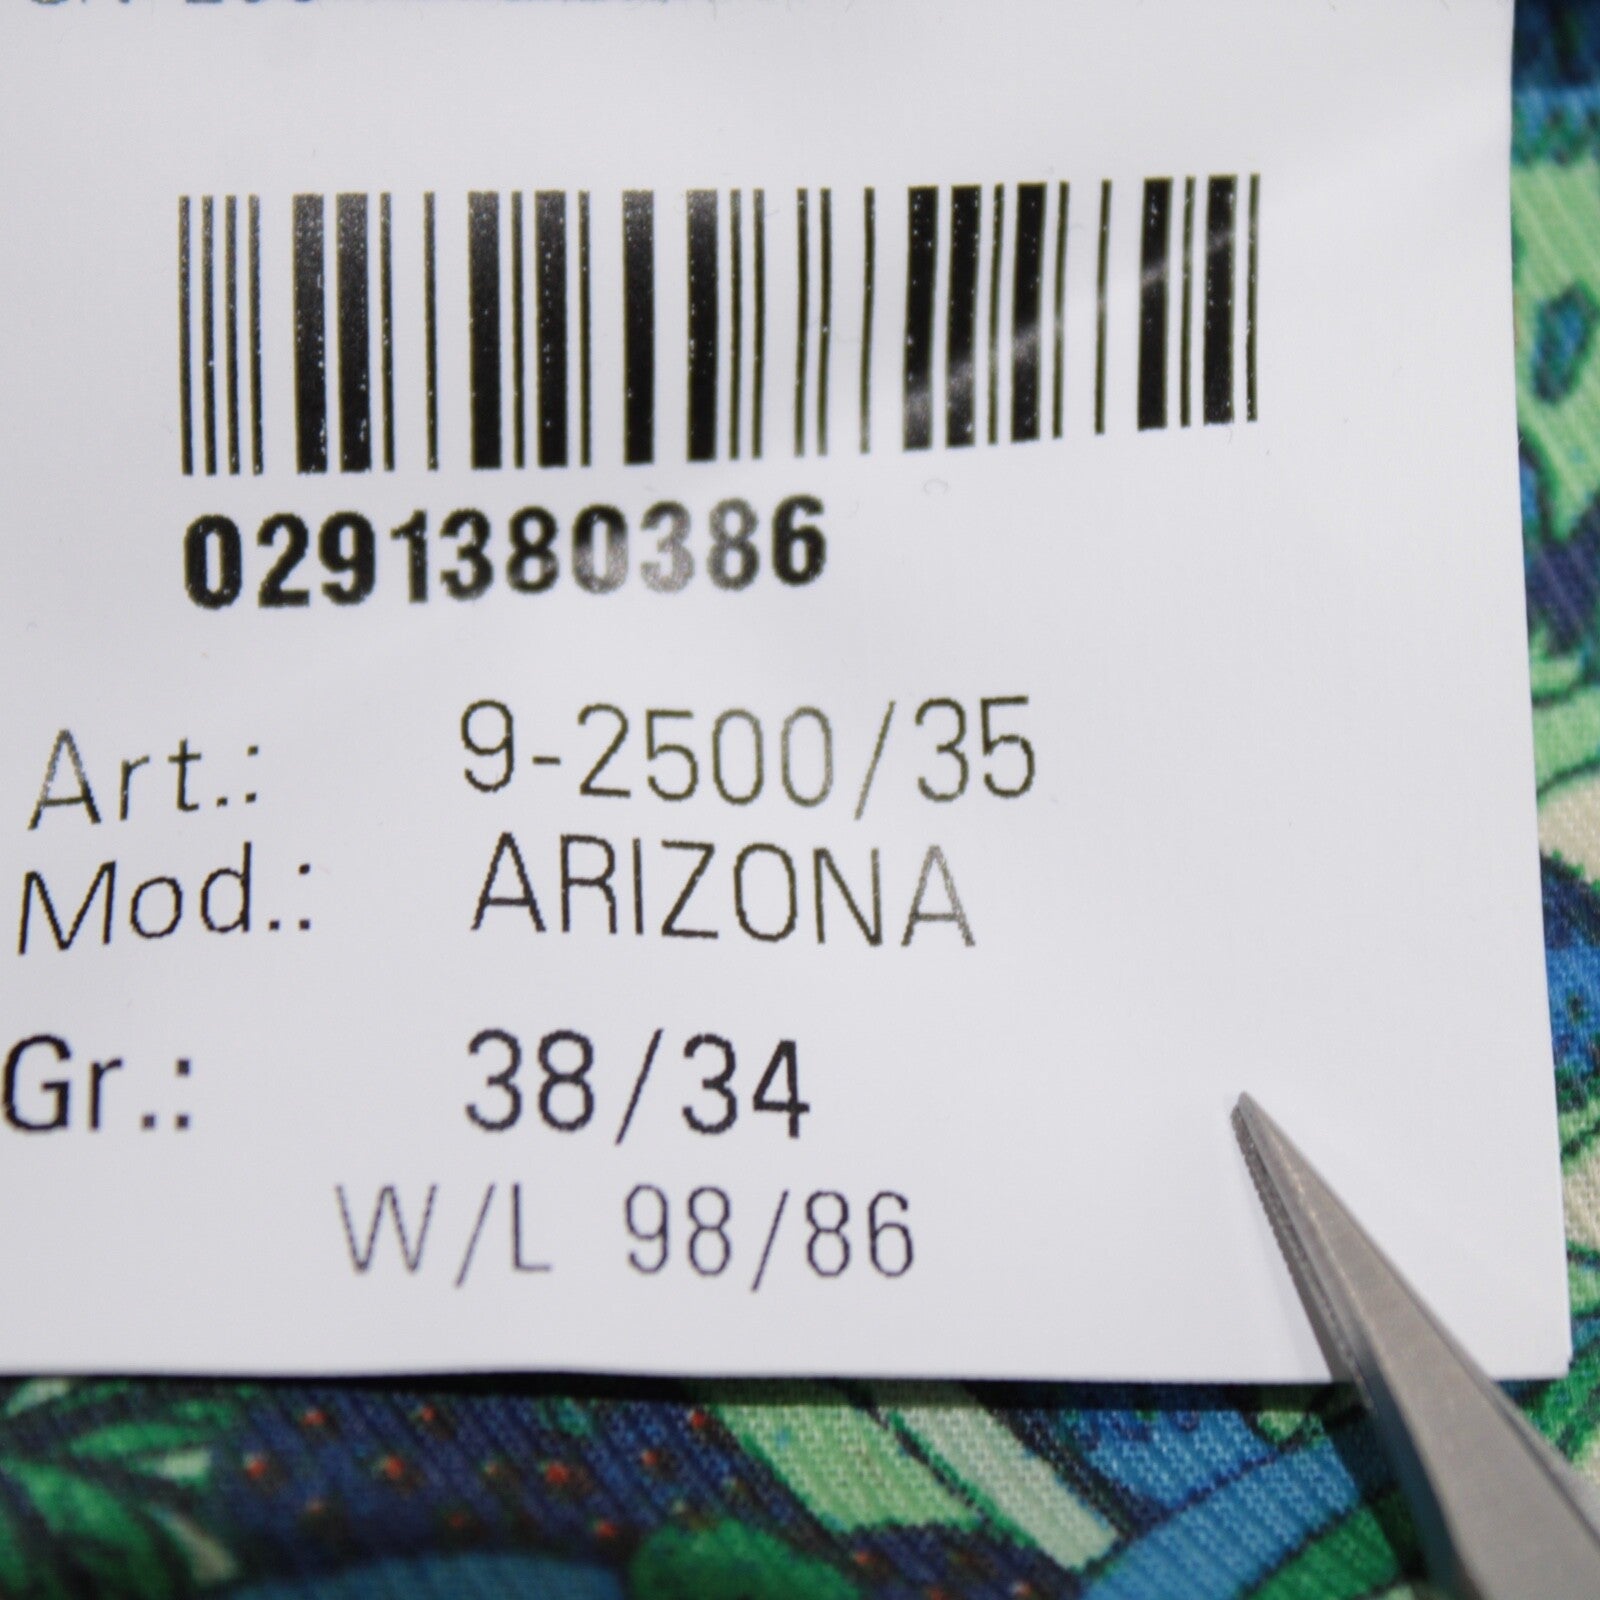 0291380386
Art.: 9-2500/35
Mod.: ARIZONA
Gr.: 38/34
W/L 98/86